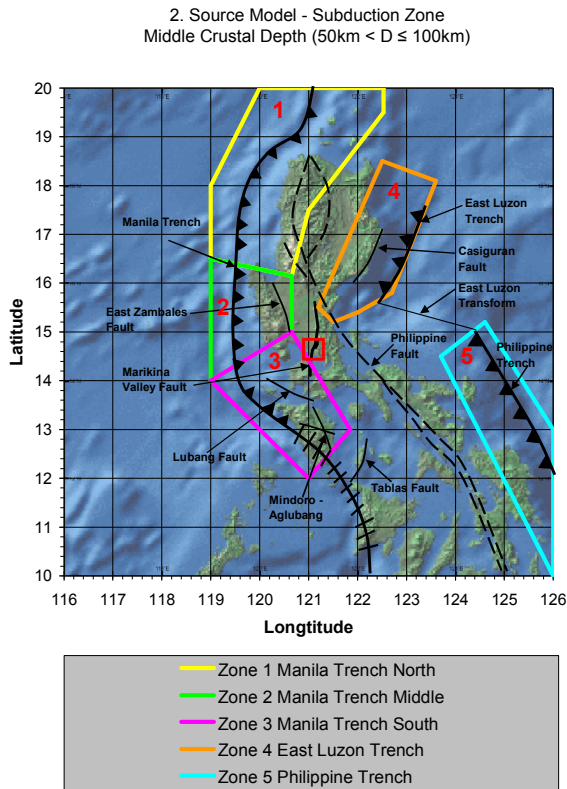 2. Source Model - Subduction Zone
Middle Crustal Depth (50km < D ≤ 100km)
20
19
18
17
16
15
14
13
12
11
10
Latitude
1
4
East Luzon
Trench
Manila Trench
Casiguran
Fault
East Luzon
Transform
2
East Zambales
Fault
5
Philippine
Trench
Philippine
Fault
3
Marikina
Valley Fault
Lubang Fault
Mindoro -
Aglubang
Tablas Fault
116 117 118 119 120 121 122 123 124 125 126
Longtitude
Zone 1 Manila Trench North
Zone 2 Manila Trench Middle
Zone 3 Manila Trench South
Zone 4 East Luzon Trench
Zone 5 Philippine Trench